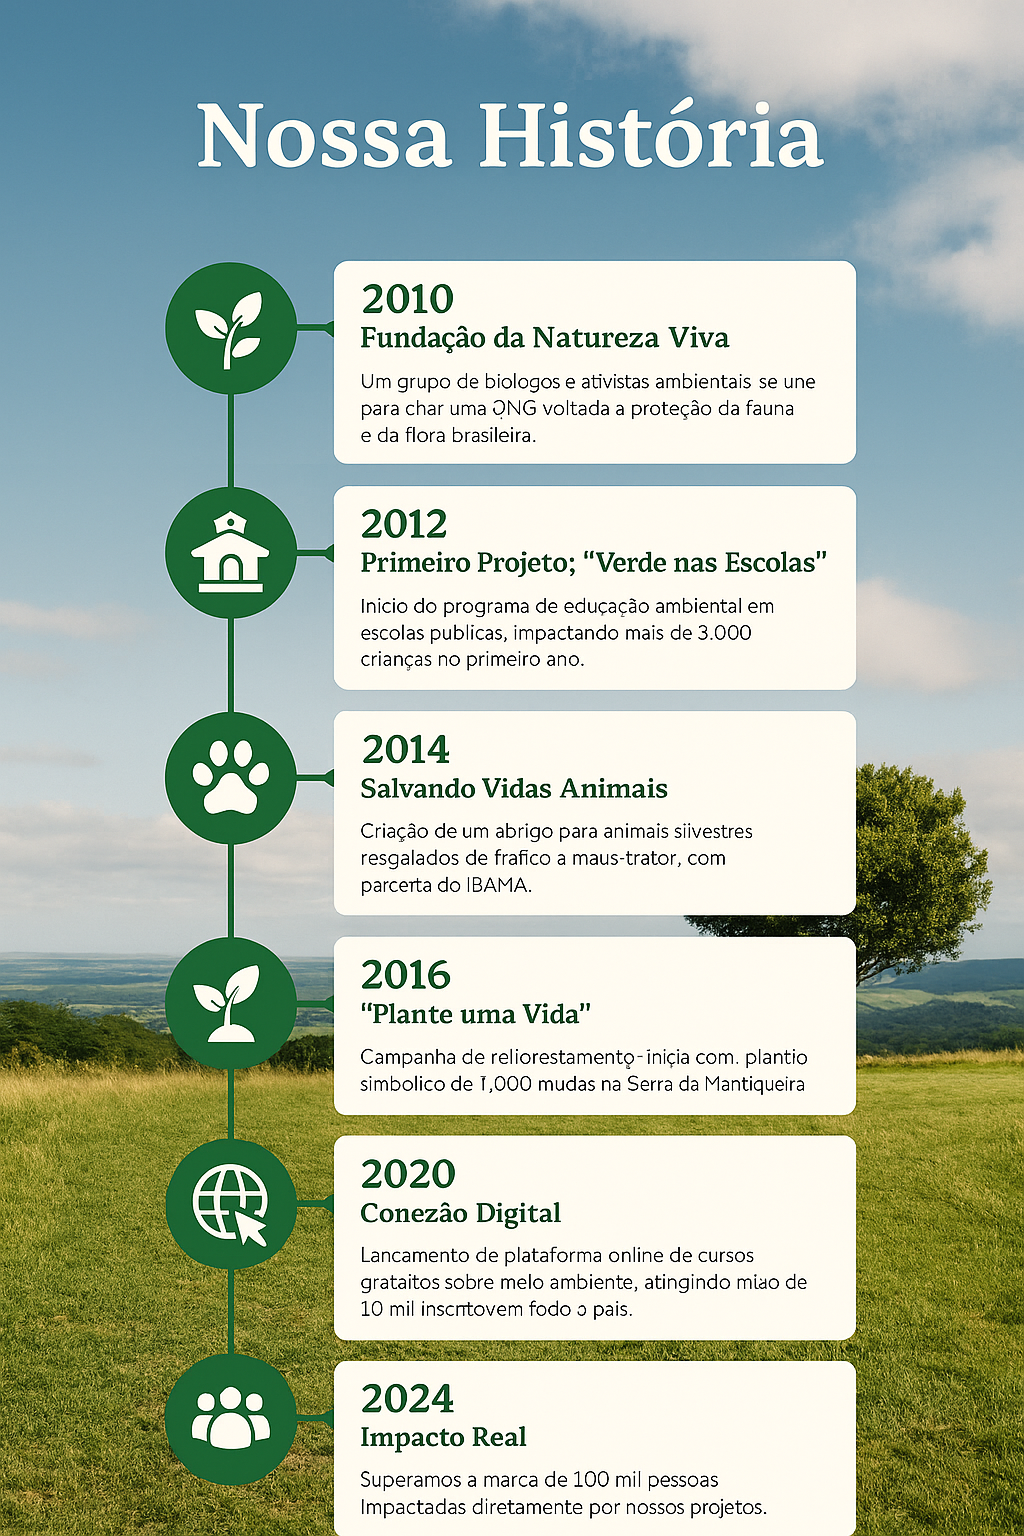 Nossa História
2010
Fundação da Natureza Viva
Um grupo de biologos e ativistas ambientais se une
para char uma ONG voltada a proteção da fauna
e da flora brasileira.
2012
Primeiro Projeto; “Verde nas Escolas”
Inicio do programa de educação ambiental em
escolas publicas, impactando mais de 3.000
crianças no primeiro ano.
2014
Salvando Vidas Animais
Criação de um abrigo para animais siivestres
resgalados de frafico a maus-trator, com
parcerta do IBAMA.
2016
“Plante uma Vida”
Campanha de reliorestamento-inicia com. plantio
simbolico de 1,000 mudas na Serra da Mantiqueira
2020
Conezão Digital
Lancamento de plataforma online de cursos
grataitos sobre melo ambiente, atingindo miao de
10 mil inscrtovem fodo o pais.
2024
Impacto Real
Superamos a marca de 100 mil pessoas
Impactadas diretamente por nossos projetos.